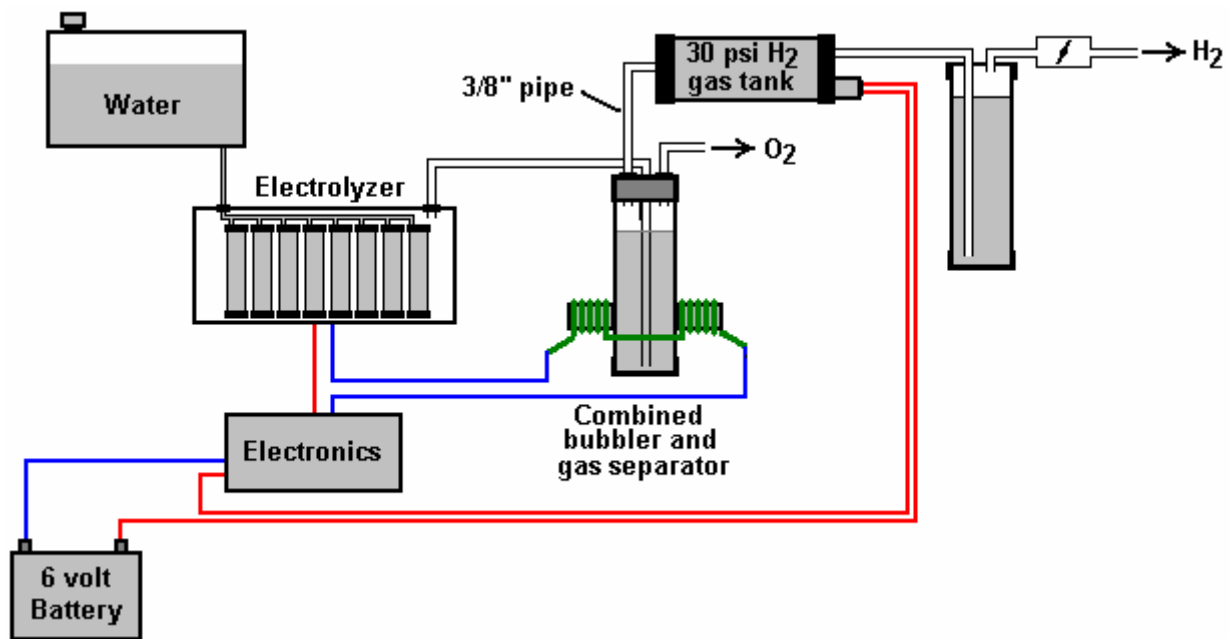 30 psi H2
gas tank
H2
3/8" pipe
Water
O2
Electrolyzer
Combined
bubbler and
gas separator
Electronics
6 volt
Battery